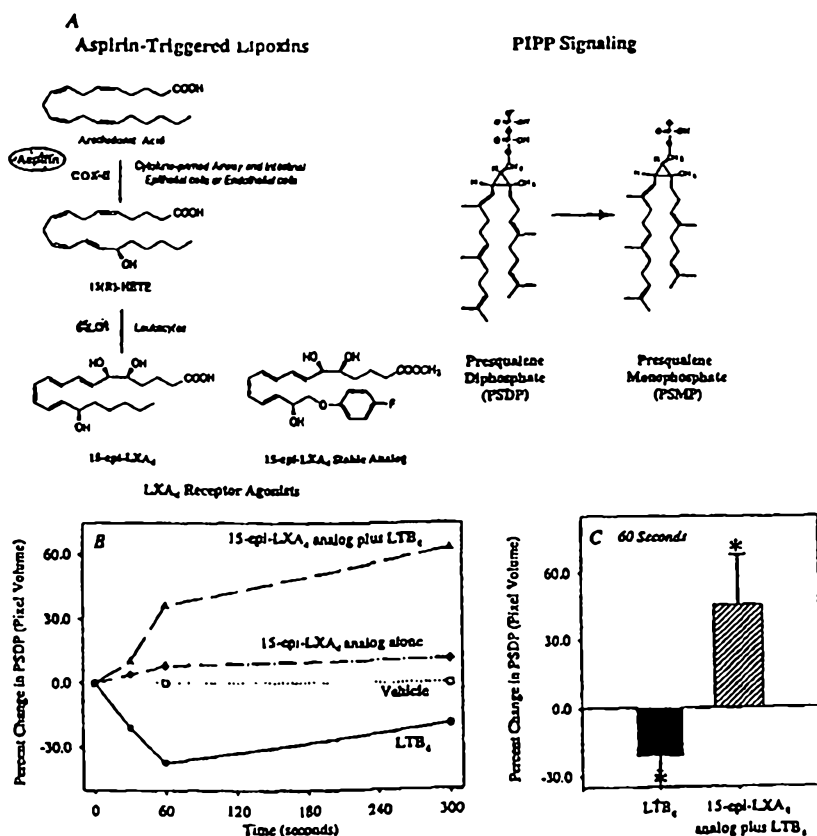 A
Aspirin-Triggered Lipoxins
PIPP Signaling
COOH
Arachidonic Acid
Aspirin
COX-II
Cytokine-primed Airway and Intestinal
Epithelial cells or Endothelial cells
COOH
OH
15(R)-HETE
5-LO
Leukocytes
HO OH
COOH
OH
15-epi-LXA4
HO OH
COOCH3
OH
O
F
15-epi-LXA4 Stable Analog
LXA4 Receptor Agonists
Presqualene
Diphosphate
(PSDP)
Presqualene
Monophosphate
(PSMP)
B
15-epi-LXA4 analog plus LTB4
15-epi-LXA4 analog alone
Vehicle
LTB4
Percent Change in PSDP (Pixel Volume)
60.0
30.0
0.0
-30.0
0 60 120 180 240 300
Time (seconds)
C 60 Seconds
*
*
Percent Change in PSDP (Pixel Volume)
60.0
30.0
0.0
-30.0
LTB4
15-epi-LXA4
analog plus LTB4